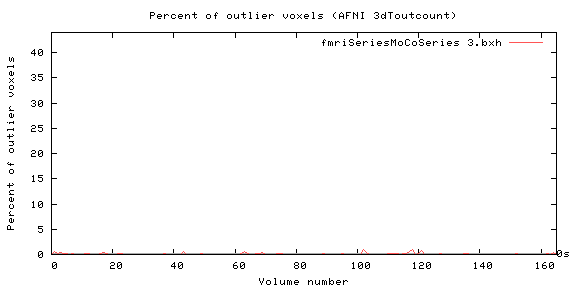 Percent of outlier voxels (AFNI 3dToutcount)
fmriSeriesMoCoSeries 3.bxh
Percent of outlier voxels
40
35
30
25
20
15
10
5
0
0s
0 20 40 60 80 100 120 140 160
Volume number